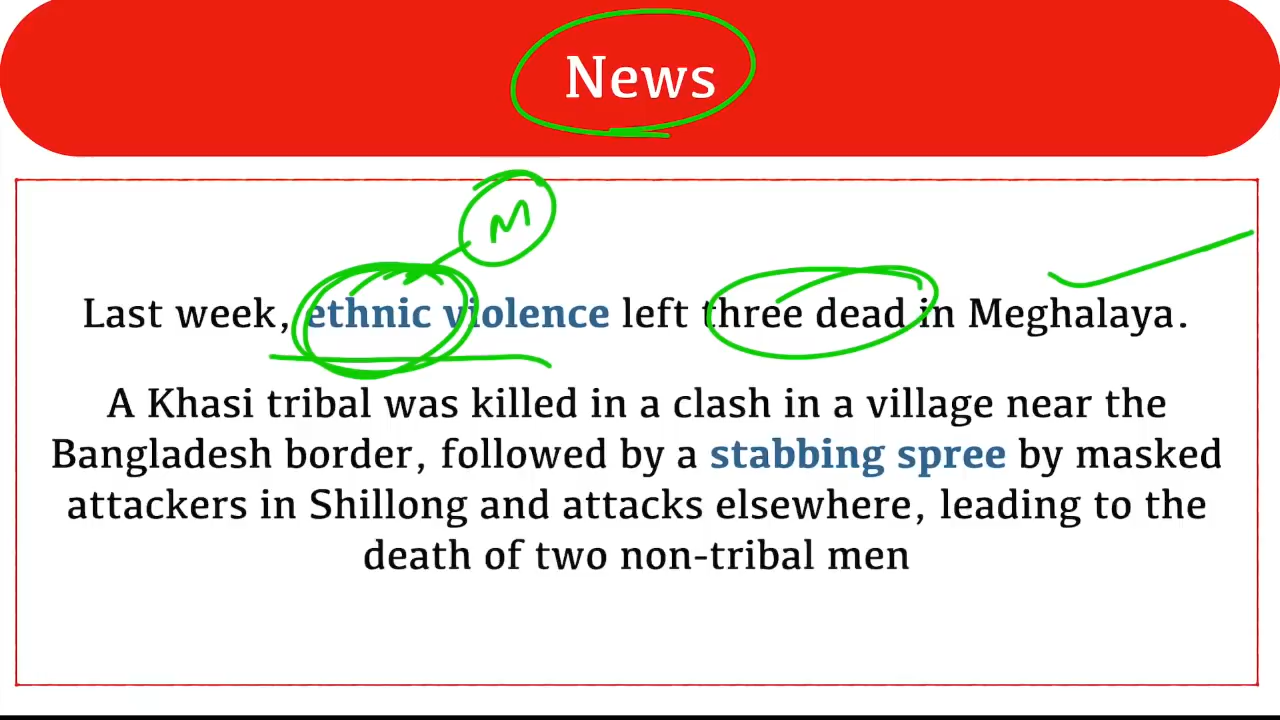 News
M
Last week, ethnic violence left three dead in Meghalaya.
A Khasi tribal was killed in a clash in a village near the
Bangladesh border, followed by a stabbing spree by masked
attackers in Shillong and attacks elsewhere, leading to the
death of two non-tribal men